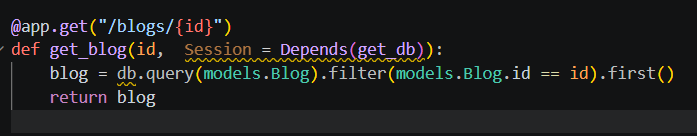 @app.get("/blogs/{id}")
def get_blog(id,  Session = Depends(get_db)):
    blog = db.query(models.Blog).filter(models.Blog.id == id).first()
    return blog